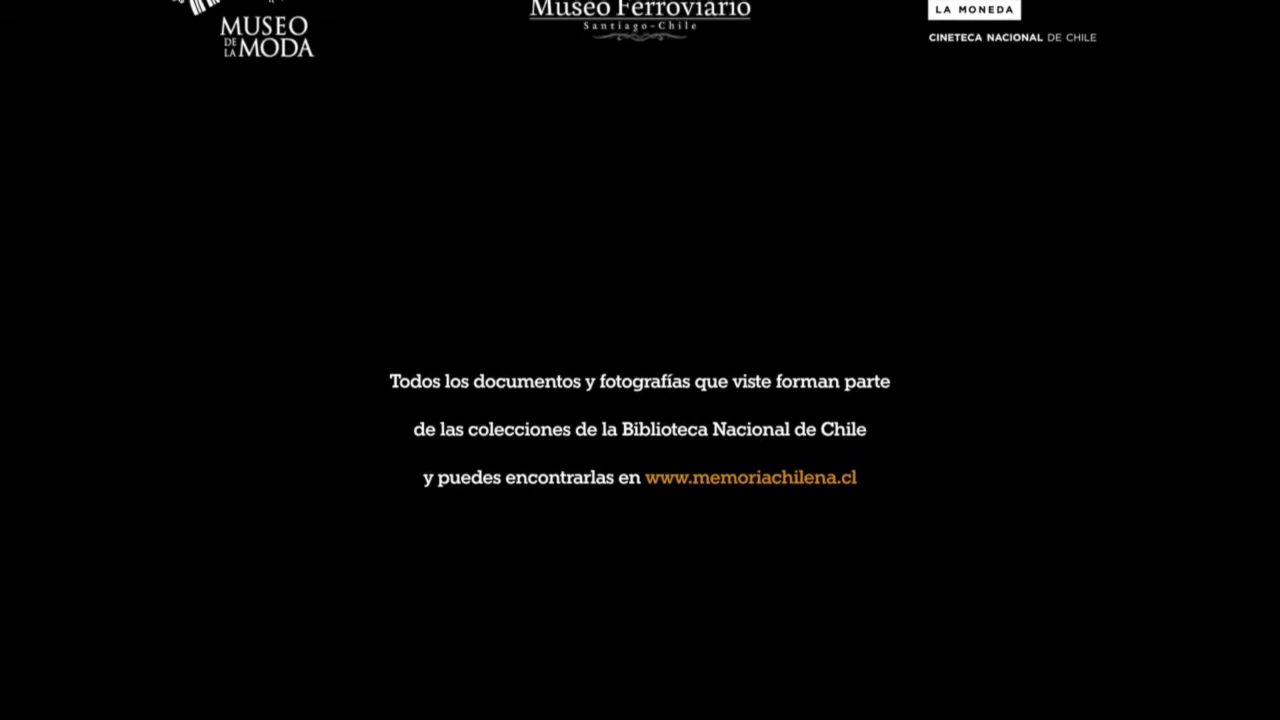 MUSEO
DE LA MODA
Museo Ferroviario
Santiago-Chile
LA MONEDA
CINETECA NACIONAL DE CHILE
Todos los documentos y fotografías que viste forman parte
de las colecciones de la Biblioteca Nacional de Chile
y puedes encontrarlas en www.memoriachilena.cl